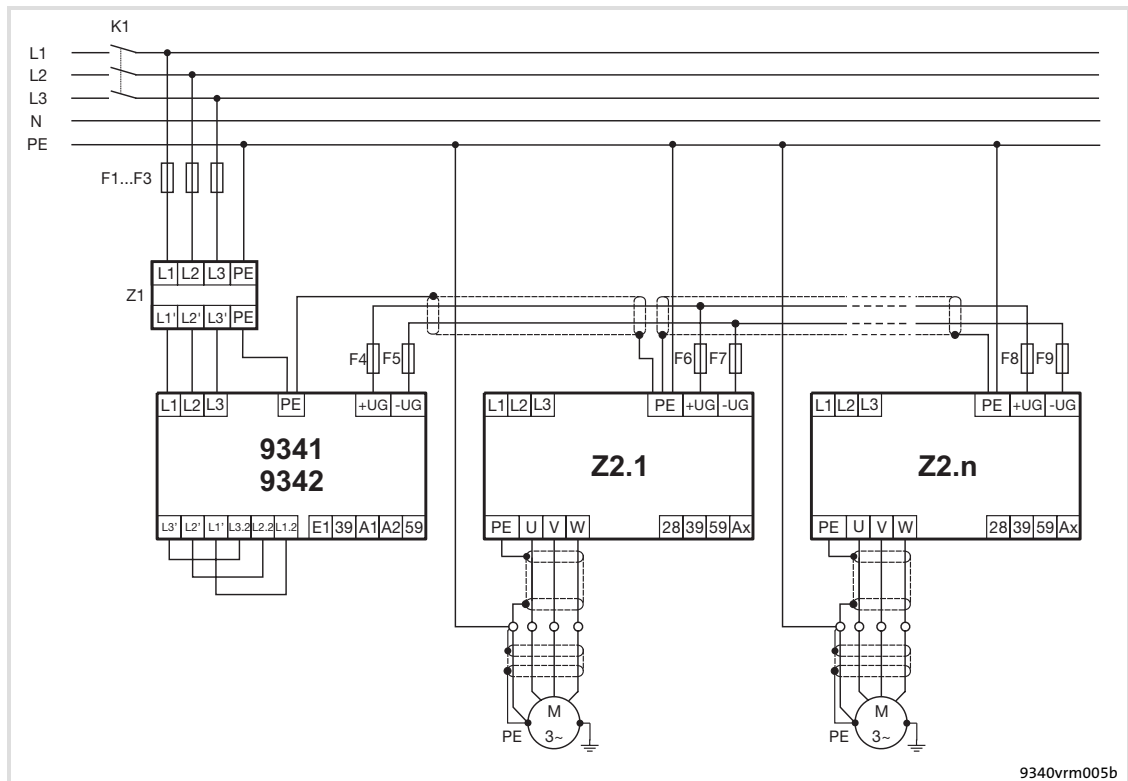 K1
L1
L2
L3
N
PE
F1...F3
L1 L2 L3 PE
Z1
L1' L2' L3' PE
F4 F5 F6 F7 F8 F9
L1 L2 L3 PE +UG -UG
L1 L2 L3 PE +UG -UG
L1 L2 L3 PE +UG -UG
9341
9342
Z2.1
Z2.n
L3' L2' L1' L3.2 L2.2 L1.2 E1 39 A1 A2 59
PE U V W 28 39 59 Ax
PE U V W 28 39 59 Ax
M
3~
PE
M
3~
PE
9340vrm005b